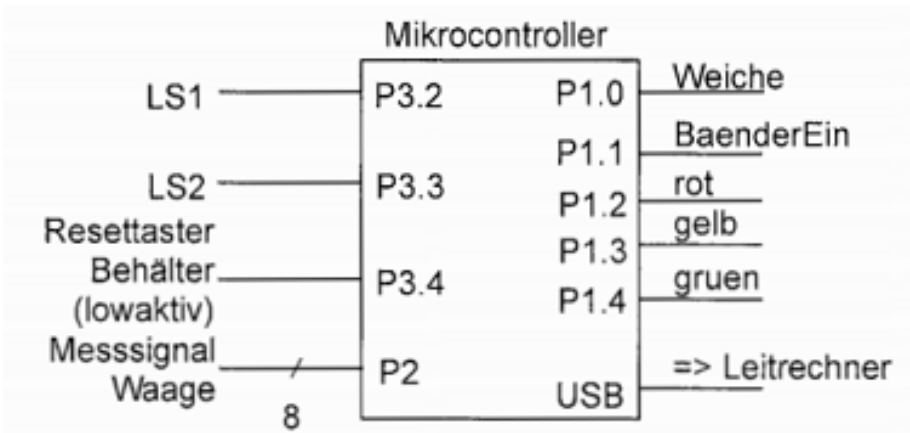 Mikrocontroller
LS1
P3.2
P1.0
Weiche
P1.1
BaenderEin
LS2
P3.3
P1.2
rot
Resettaster
Behälter
(lowaktiv)
P3.4
P1.3
gelb
P1.4
gruen
Messsignal
Waage
8
P2
USB
=> Leitrechner